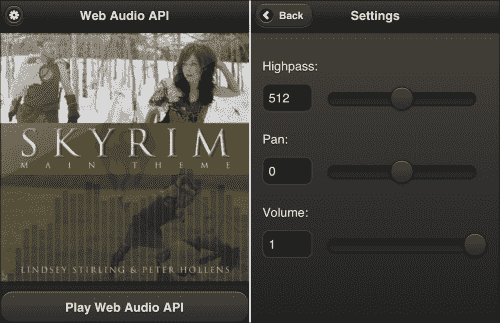 Web Audio API
SKYRIM
MAIN THEME
LINDSEY STIRLING & PETER HOLLENS
Play Web Audio API
Back
Settings
Highpass:
512
Pan:
0
Volume:
1